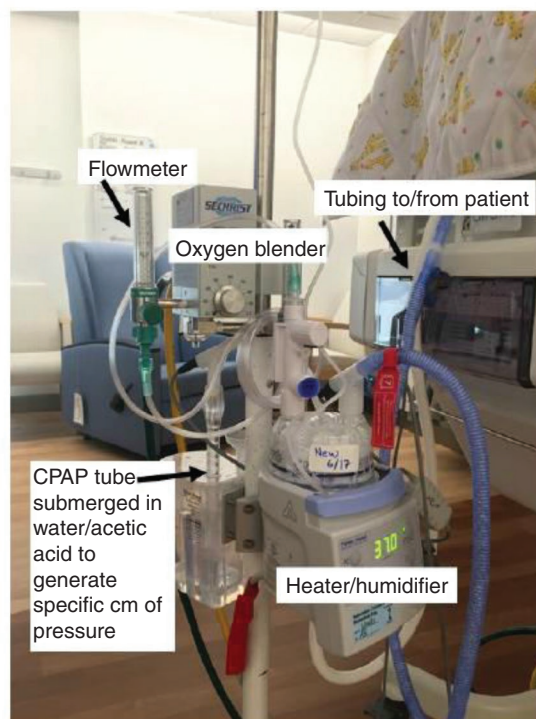 Flowmeter
SECHRIST
Oxygen blender
Tubing to/from patient
New
6/17
CPAP tube
submerged in
water/acetic
acid to
generate
specific cm of
pressure
37.0
Heater/humidifier